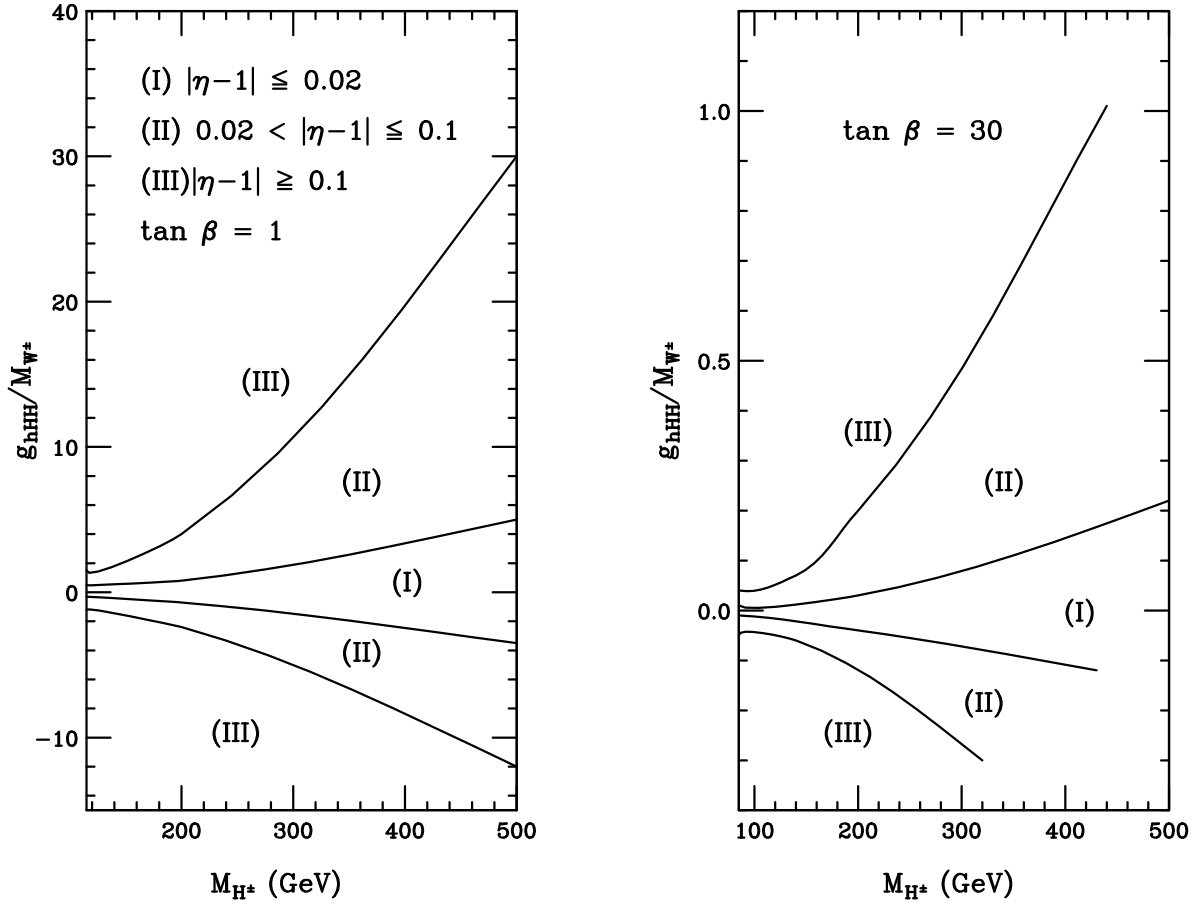 40
30
20
10
0
−10
g_hHH/M_W±
(I) |η−1| ≦ 0.02
(II) 0.02 < |η−1| ≦ 0.1
(III)|η−1| ≧ 0.1
tan β = 1
(III)
(II)
(I)
(II)
(III)
200 300 400 500
M_H± (GeV)
1.0
0.5
0.0
g_hHH/M_W±
tan β = 30
(III)
(II)
(I)
(II)
(III)
100 200 300 400 500
M_H± (GeV)